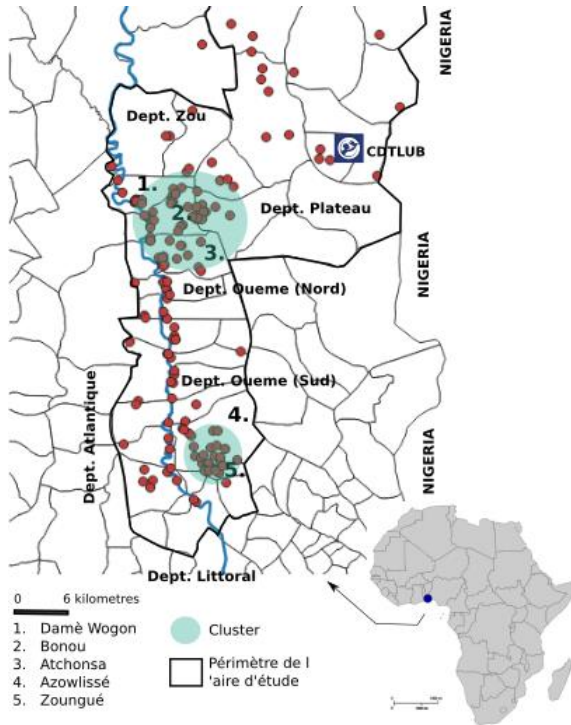 NIGERIA
Dept. Zou
CDTLUB
1.
2.
Dept. Plateau
3.
NIGERIA
Dept. Oueme (Nord)
Dept. Oueme (Sud)
Dept. Atlantique
4.
NIGERIA
5.
Dept. Littoral
0 6 kilometres
1. Damè Wogon
2. Bonou
3. Atchonsa
4. Azowlissé
5. Zoungué
Cluster
Périmètre de l
'aire d'étude